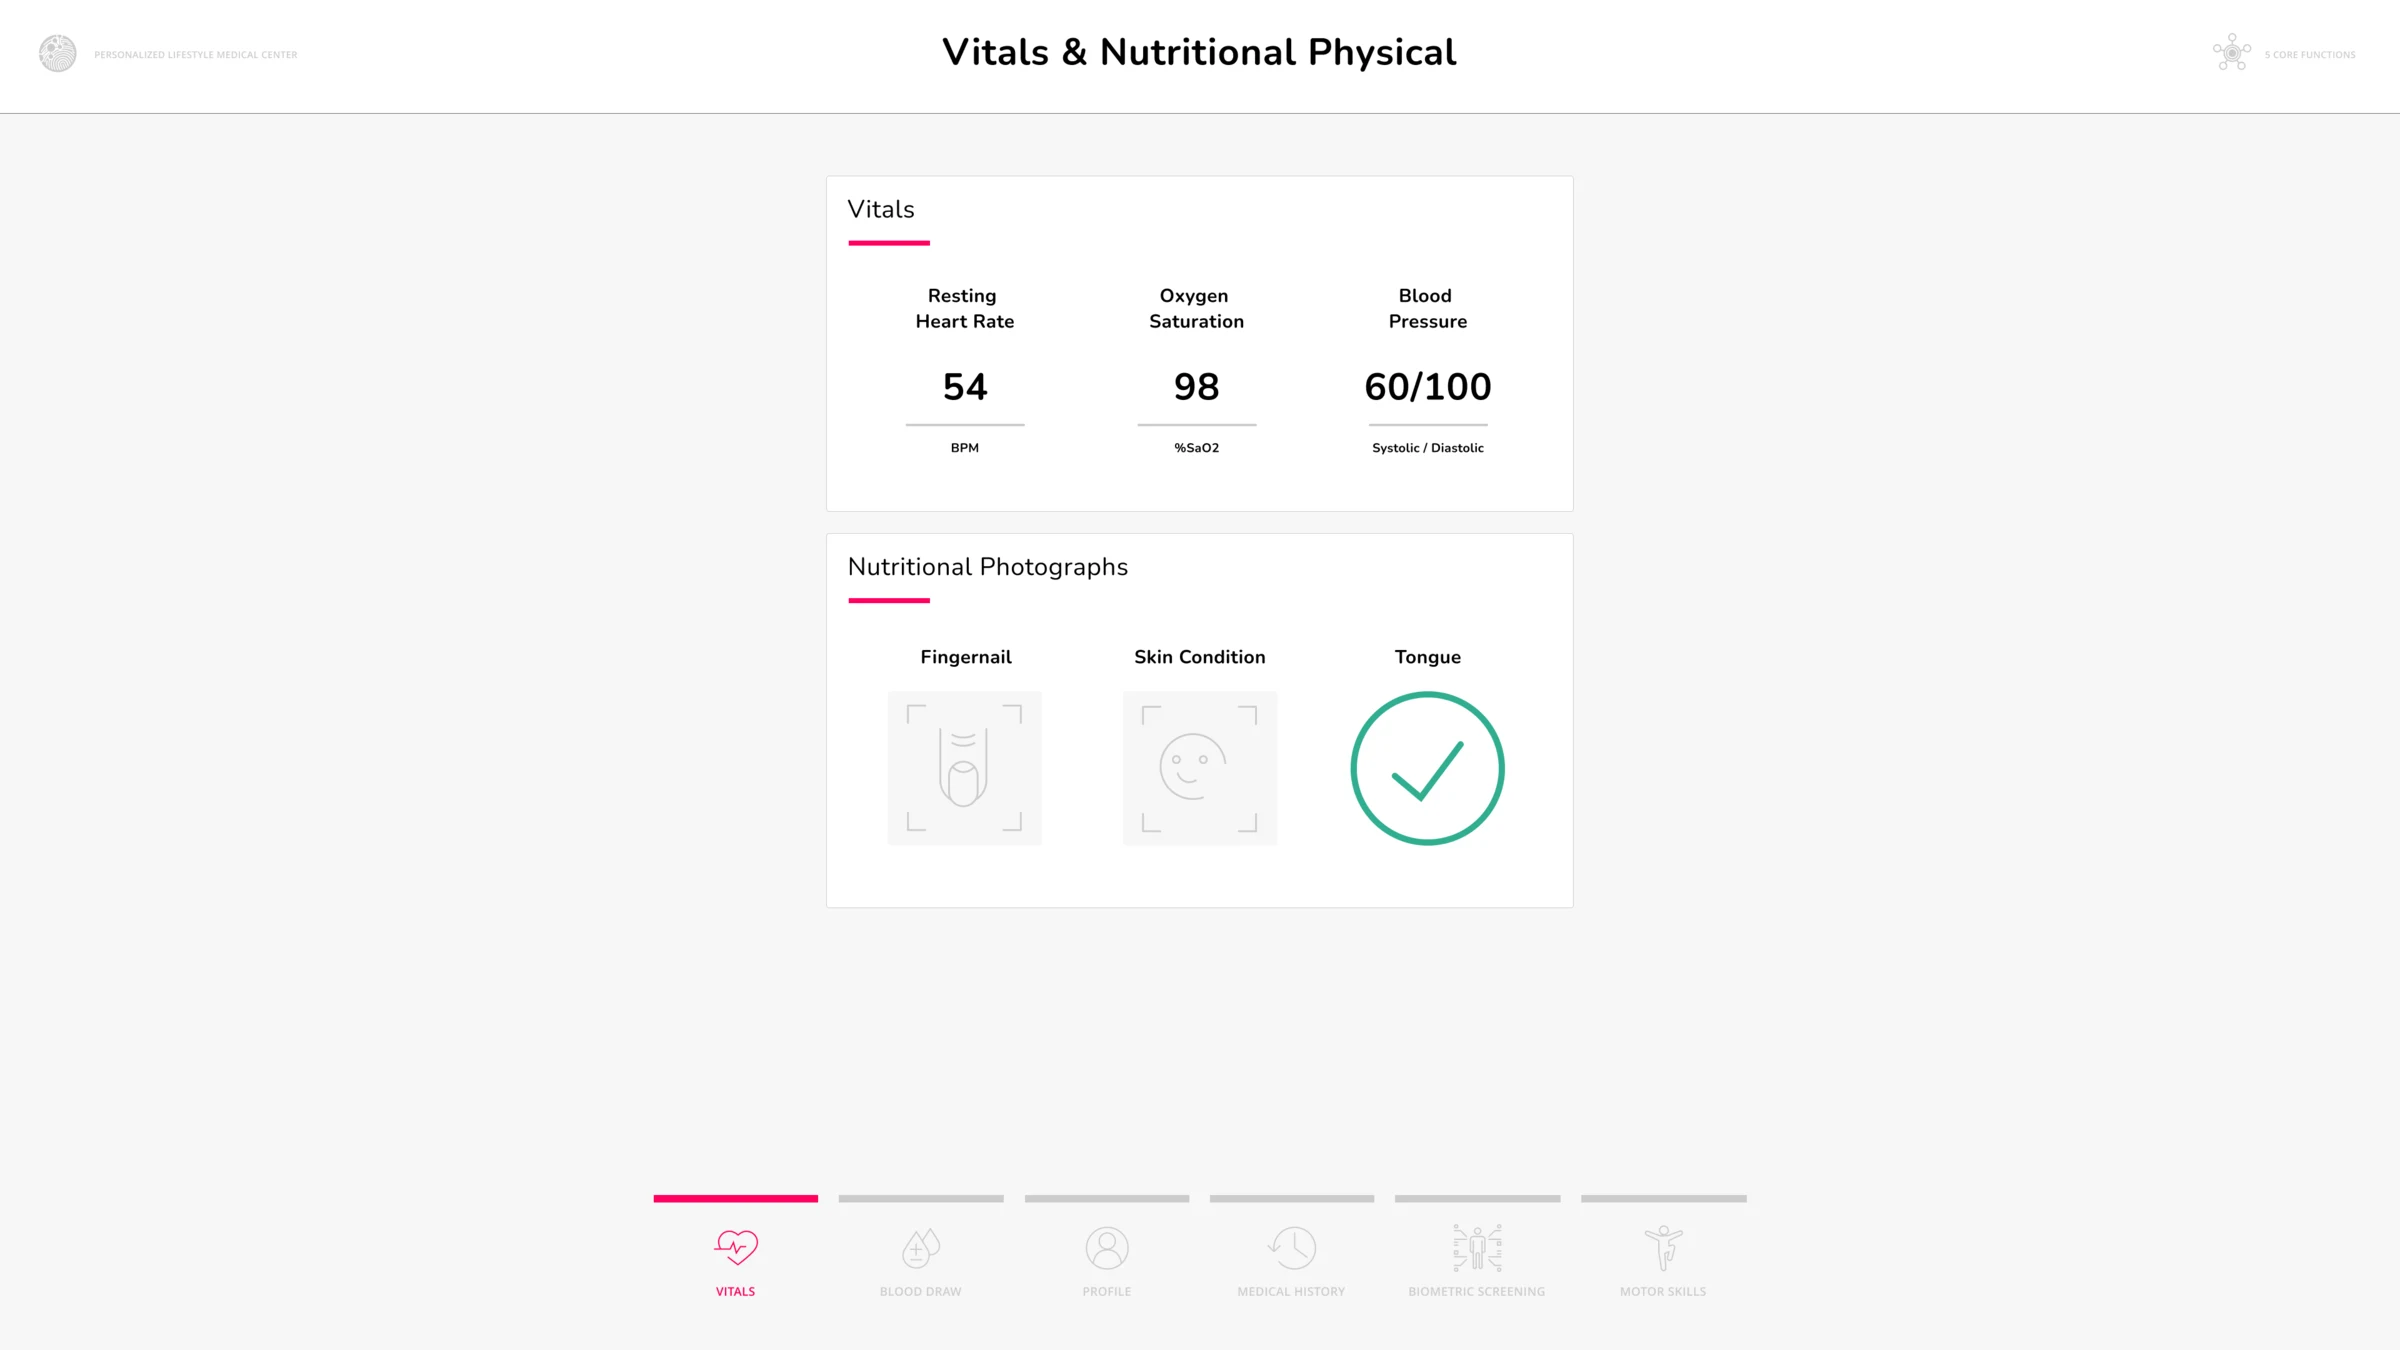 PERSONALIZED LIFESTYLE MEDICAL CENTER
Vitals & Nutritional Physical
5 CORE FUNCTIONS
Vitals
Resting
Heart Rate
54
BPM
Oxygen
Saturation
98
%SaO2
Blood
Pressure
60/100
Systolic / Diastolic
Nutritional Photographs
Fingernail
Skin Condition
Tongue
VITALS
BLOOD DRAW
PROFILE
MEDICAL HISTORY
BIOMETRIC SCREENING
MOTOR SKILLS